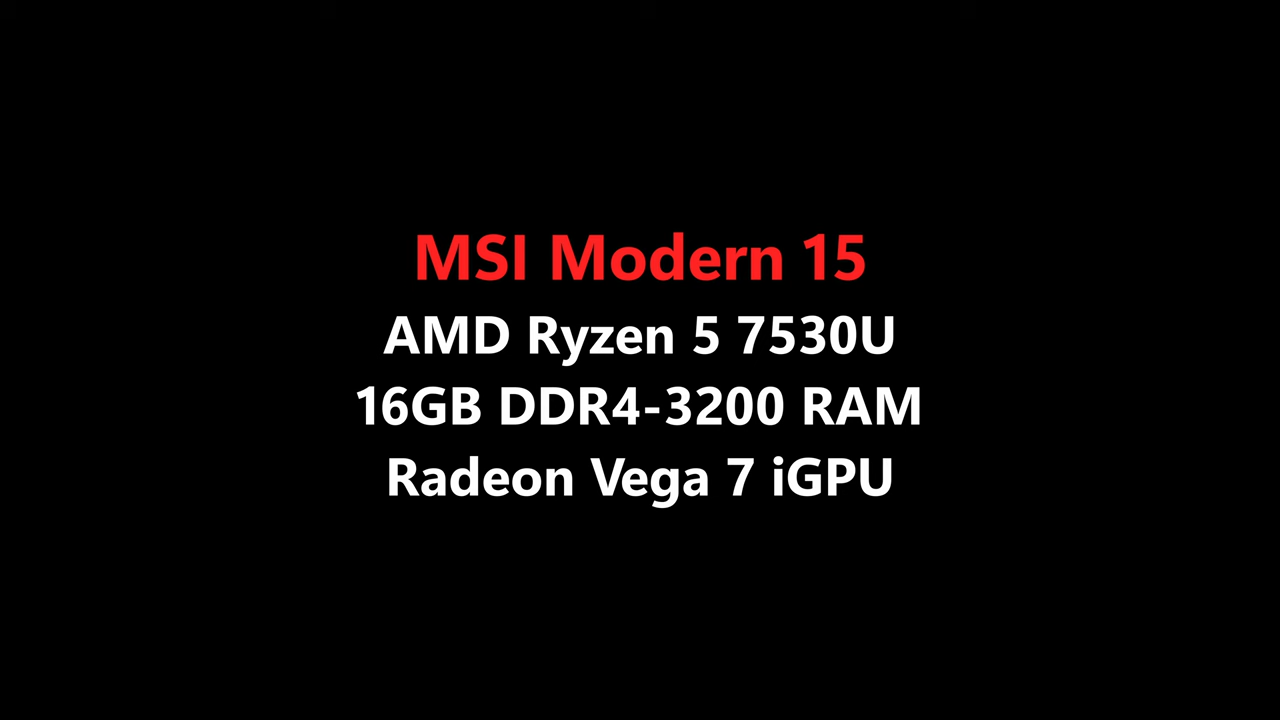 MSI Modern 15
AMD Ryzen 5 7530U
16GB DDR4-3200 RAM
Radeon Vega 7 iGPU